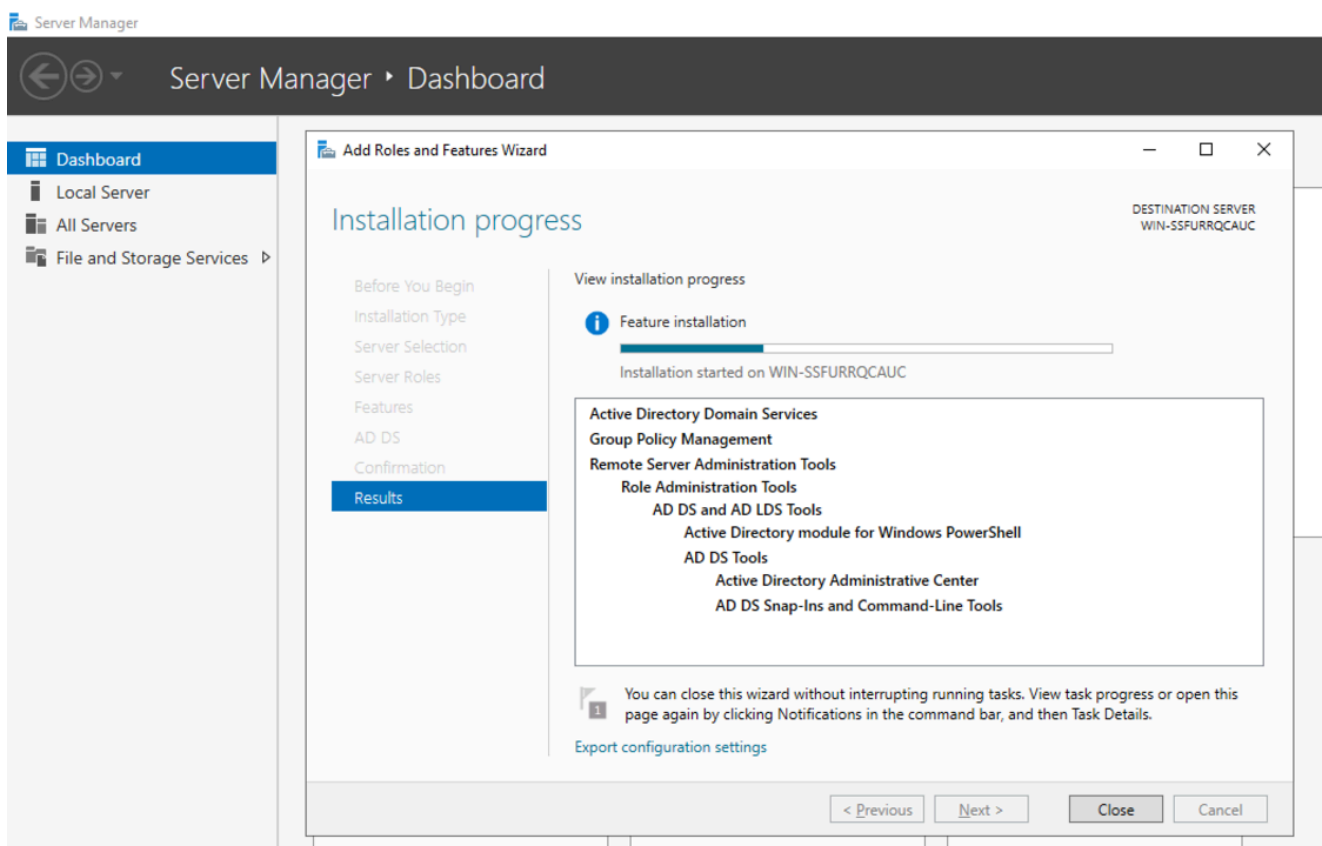 Server Manager
Server Manager ‣ Dashboard
Dashboard
Local Server
All Servers
File and Storage Services
Add Roles and Features Wizard
Installation progress
DESTINATION SERVER
WIN-SSFURRQCAUC
Before You Begin
Installation Type
Server Selection
Server Roles
Features
AD DS
Confirmation
Results
View installation progress
Feature installation
Installation started on WIN-SSFURRQCAUC
Active Directory Domain Services
Group Policy Management
Remote Server Administration Tools
Role Administration Tools
AD DS and AD LDS Tools
Active Directory module for Windows PowerShell
AD DS Tools
Active Directory Administrative Center
AD DS Snap-Ins and Command-Line Tools
1
You can close this wizard without interrupting running tasks. View task progress or open this
page again by clicking Notifications in the command bar, and then Task Details.
Export configuration settings
< Previous
Next >
Close
Cancel